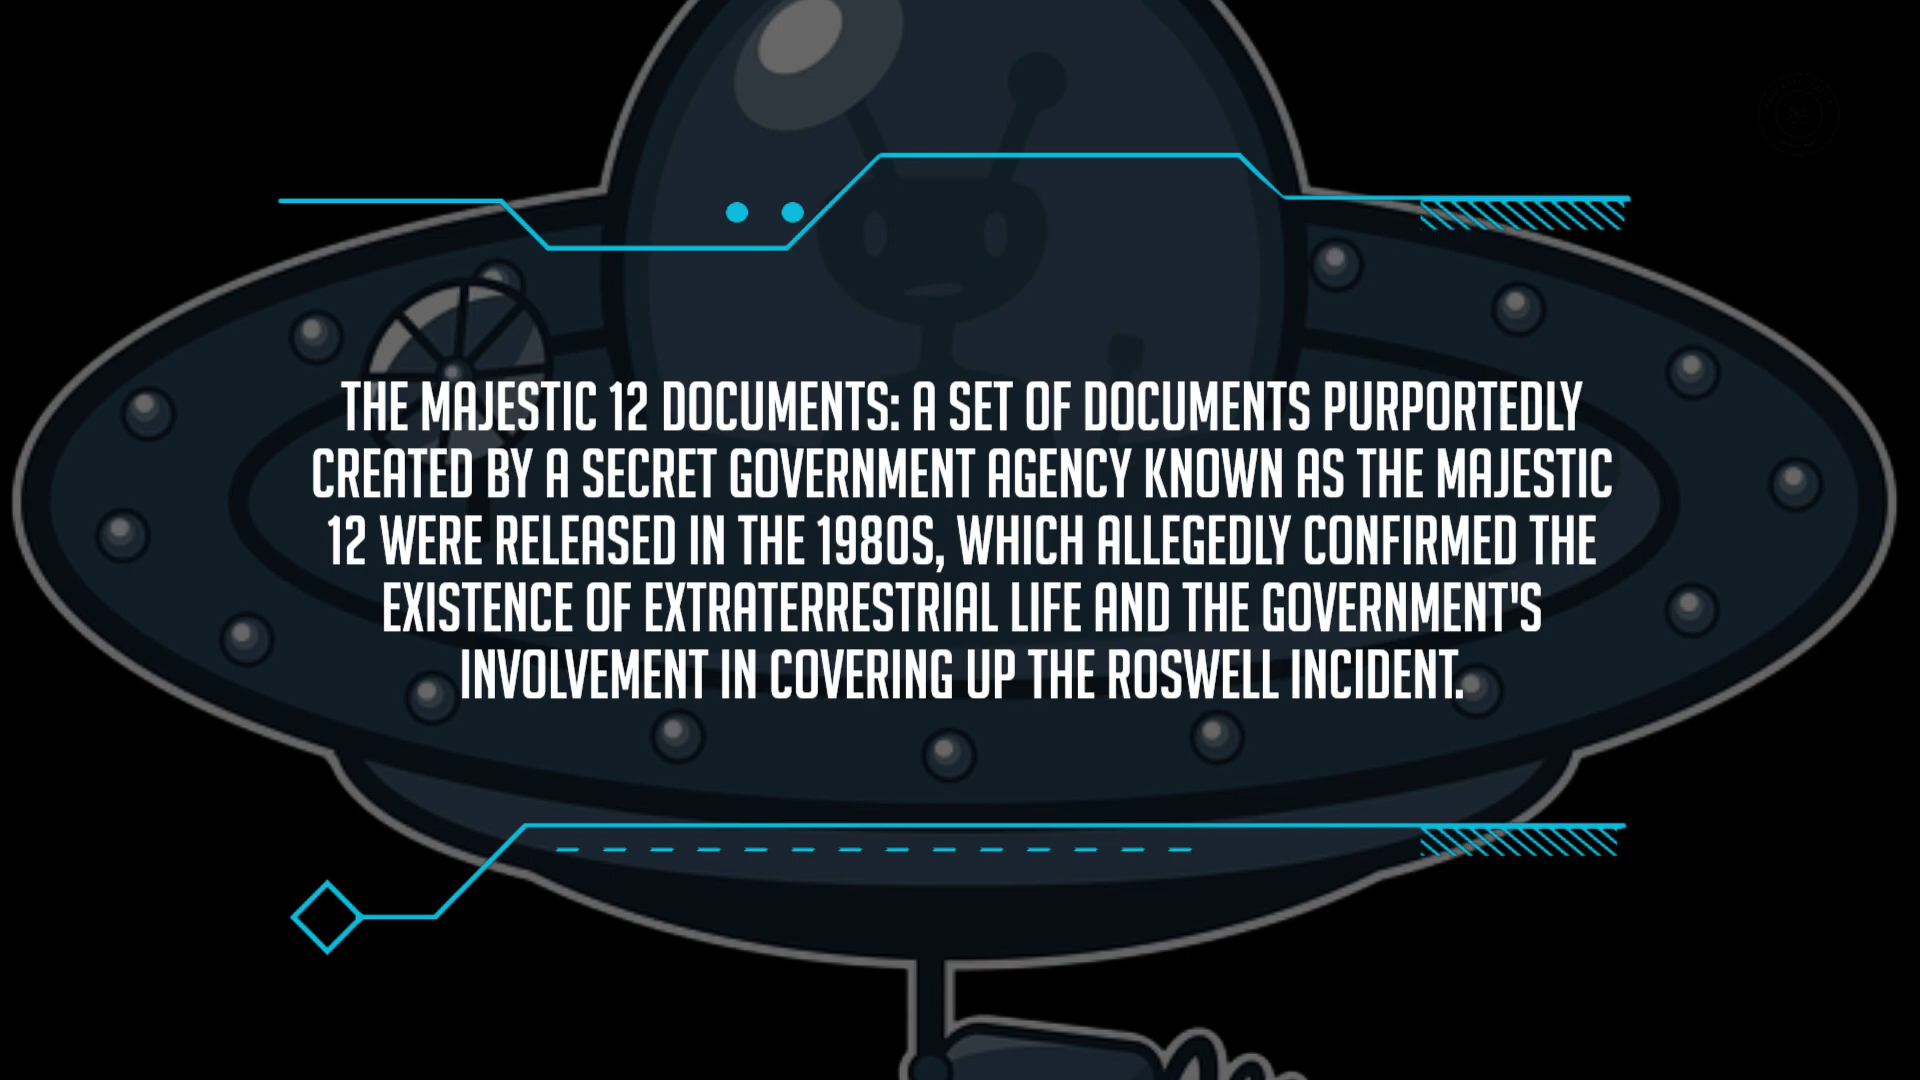 THE MAJESTIC 12 DOCUMENTS: A SET OF DOCUMENTS PURPORTEDLY
CREATED BY A SECRET GOVERNMENT AGENCY KNOWN AS THE MAJESTIC
12 WERE RELEASED IN THE 1980S, WHICH ALLEGEDLY CONFIRMED THE
EXISTENCE OF EXTRATERRESTRIAL LIFE AND THE GOVERNMENT'S
INVOLVEMENT IN COVERING UP THE ROSWELL INCIDENT.